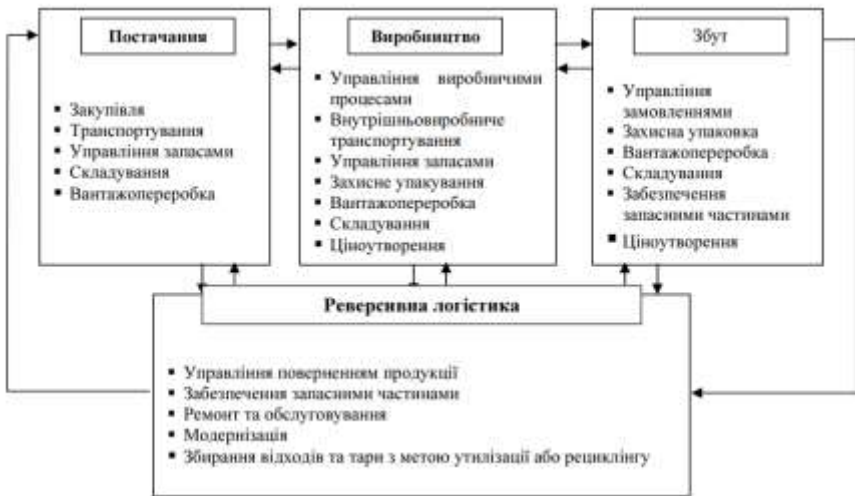 Постачання
Закупівля
Транспортування
Управління запасами
Складування
Вантажопереробка
Виробництво
Управління виробничими
процесами
Внутрішньовиробниче
транспортування
Управління запасами
Захисне упакування
Вантажопереробка
Складування
Ціноутворення
Збут
Управління
замовленнями
Захисна упаковка
Вантажопереробка
Складування
Забезпечення
запасними частинами
Ціноутворення
Реверсивна логістика
Управління поверненням продукції
Забезпечення запасними частинами
Ремонт та обслуговування
Модернізація
Збирання відходів та тари з метою утилізації або рециклінгу